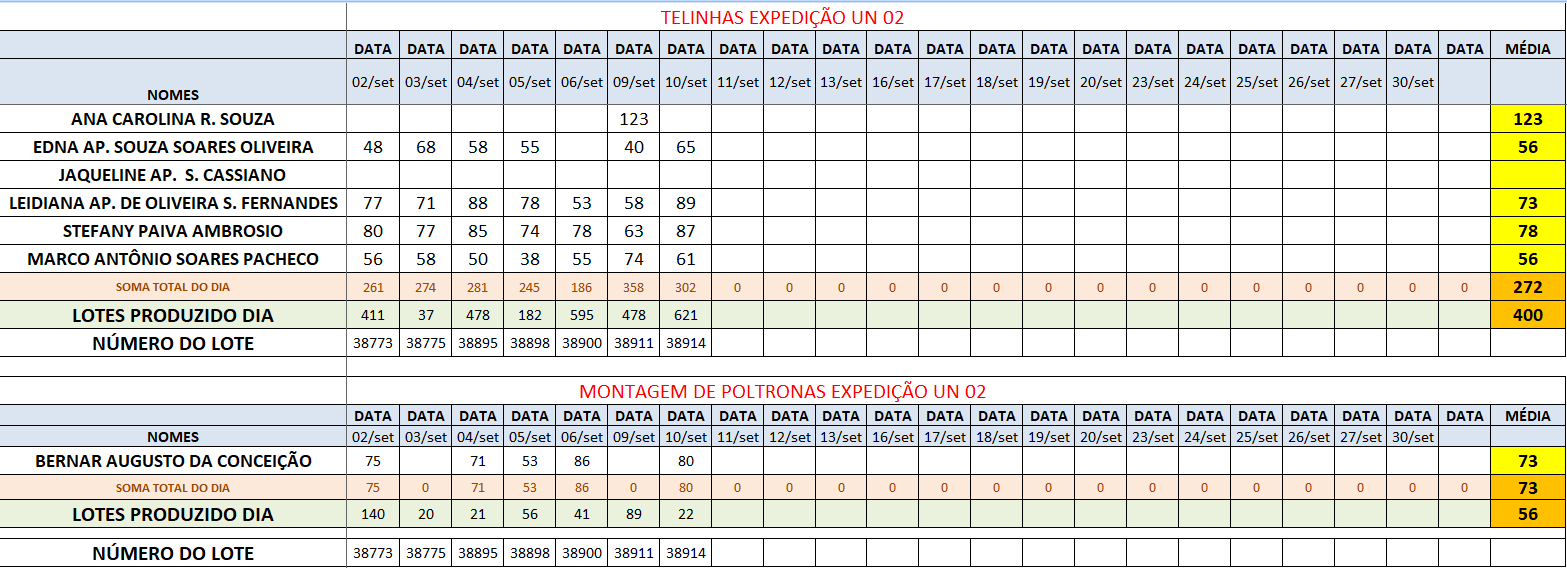 TELINHAS EXPEDIÇÃO UN 02
DATA DATA DATA DATA DATA DATA DATA DATA DATA DATA DATA DATA DATA DATA DATA DATA DATA DATA DATA DATA DATA DATA MÉDIA
NOMES 02/set 03/set 04/set 05/set 06/set 09/set 10/set 11/set 12/set 13/set 16/set 17/set 18/set 19/set 20/set 23/set 24/set 25/set 26/set 27/set 30/set
ANA CAROLINA R. SOUZA 123 123
EDNA AP. SOUZA SOARES OLIVEIRA 48 68 58 55 40 65 56
JAQUELINE AP. S. CASSIANO
LEIDIANA AP. DE OLIVEIRA S. FERNANDES 77 71 88 78 53 58 89 73
STEFANY PAIVA AMBROSIO 80 77 85 74 78 63 87 78
MARCO ANTÔNIO SOARES PACHECO 56 58 50 38 55 74 61 56
SOMA TOTAL DO DIA 261 274 281 245 186 358 302 0 0 0 0 0 0 0 0 0 0 0 0 0 0 0 272
LOTES PRODUZIDO DIA 411 37 478 182 595 478 621 400
NÚMERO DO LOTE 38773 38775 38895 38898 38900 38911 38914
MONTAGEM DE POLTRONAS EXPEDIÇÃO UN 02
DATA DATA DATA DATA DATA DATA DATA DATA DATA DATA DATA DATA DATA DATA DATA DATA DATA DATA DATA DATA DATA DATA MÉDIA
NOMES 02/set 03/set 04/set 05/set 06/set 09/set 10/set 11/set 12/set 13/set 16/set 17/set 18/set 19/set 20/set 23/set 24/set 25/set 26/set 27/set 30/set
BERNAR AUGUSTO DA CONCEIÇÃO 75 71 53 86 80 73
SOMA TOTAL DO DIA 75 0 71 53 86 0 80 0 0 0 0 0 0 0 0 0 0 0 0 0 0 0 73
LOTES PRODUZIDO DIA 140 20 21 56 41 89 22 56
NÚMERO DO LOTE 38773 38775 38895 38898 38900 38911 38914